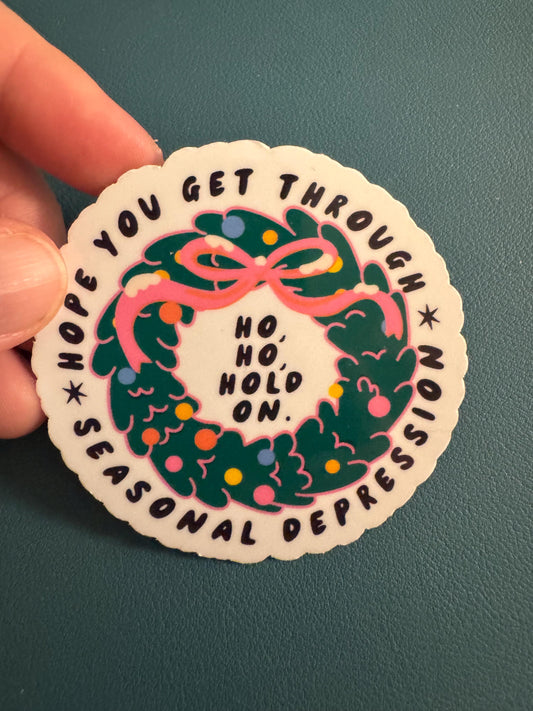 HOPE YOU GET THROUGH
HO,
HO,
HOLD
ON.
SEASONAL DEPRESSION